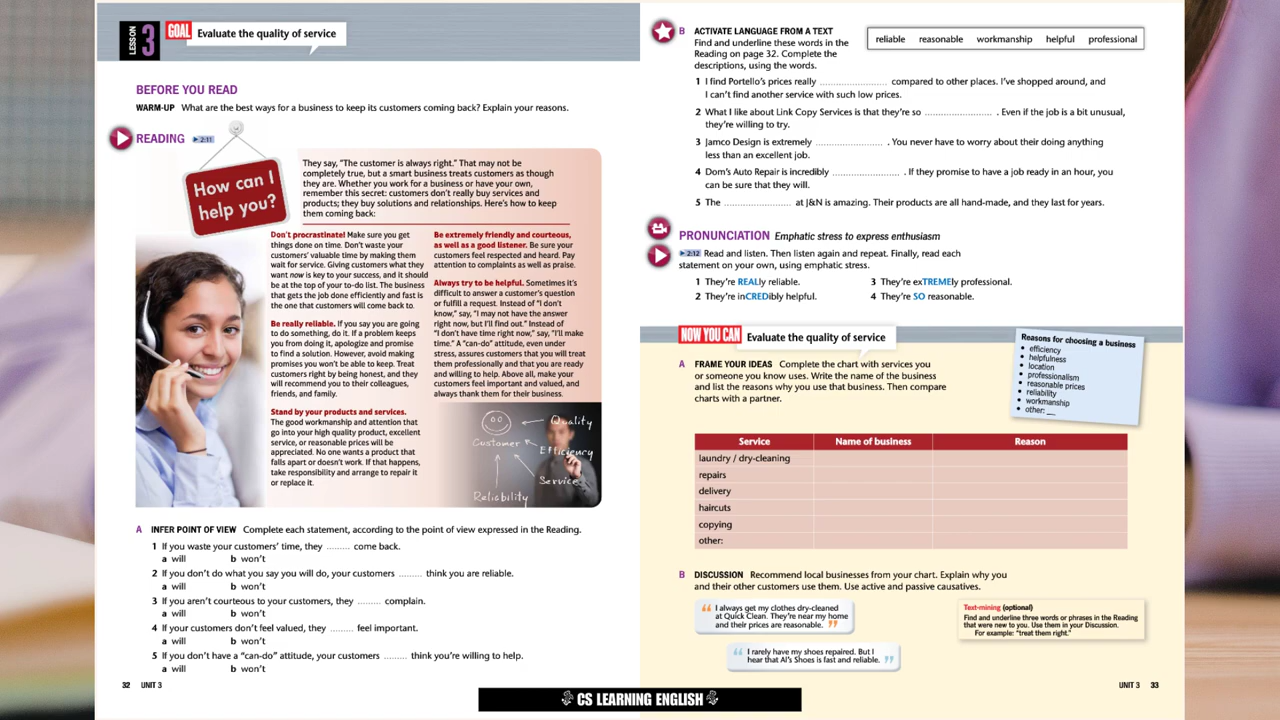 LESSON 3
GOAL Evaluate the quality of service
BEFORE YOU READ
WARM-UP What are the best ways for a business to keep its customers coming back? Explain your reasons.
READING 2:11
How can I
help you?
They say, "The customer is always right." That may not be
completely true, but a smart business treats customers as though
they are. Whether you work for a business or have your own,
remember this secret: customers don't really buy services and
products; they buy solutions and relationships. Here's how to keep
them coming back:
Don't procrastinate! Make sure you get
things done on time. Don't waste your
customers' valuable time by making them
wait for service. Giving customers what they
want now is key to your success, and it should
be at the top of your to-do list. The business
that gets the job done efficiently and fast is
the one that customers will come back to.
Be really reliable. If you say you are going
to do something, do it. If a problem keeps
you from doing it, apologize and promise
to find a solution. However, avoid making
promises you won't be able to keep. Treat
customers right by being honest, and they
will recommend you to their colleagues,
friends, and family.
Stand by your products and services.
The good workmanship and attention that
go into your high quality product, excellent
service, or reasonable prices will be
appreciated. No one wants a product that
falls apart or doesn't work. If that happens,
take responsibility and arrange to repair it
or replace it.
Be extremely friendly and courteous,
as well as a good listener. Be sure your
customers feel respected and heard. Pay
attention to complaints as well as praise.
Always try to be helpful. Sometimes it's
difficult to answer a customer's question
or fulfill a request. Instead of "I don't
know," say, "I may not have the answer
right now, but I'll find out." Instead of
"I don't have time right now," say, "I'll make
time." A "can-do" attitude, even under
stress, assures customers that you will treat
them professionally and that you are ready
and willing to help. Above all, make your
customers feel important and valued, and
always thank them for their business.
Quality
Customer
Efficiency
Service
Reliability
A INFER POINT OF VIEW Complete each statement, according to the point of view expressed in the Reading.
1 If you waste your customers' time, they ......... come back.
a will b won't
2 If you don't do what you say you will do, your customers ......... think you are reliable.
a will b won't
3 If you aren't courteous to your customers, they ......... complain.
a will b won't
4 If your customers don't feel valued, they ......... feel important.
a will b won't
5 If you don't have a "can-do" attitude, your customers ......... think you're willing to help.
a will b won't
32 UNIT 3
B ACTIVATE LANGUAGE FROM A TEXT
Find and underline these words in the
Reading on page 32. Complete the
descriptions, using the words.
reliable reasonable workmanship helpful professional
1 I find Portello's prices really ......................... compared to other places. I've shopped around, and
I can't find another service with such low prices.
2 What I like about Link Copy Services is that they're so ......................... . Even if the job is a bit unusual,
they're willing to try.
3 Jamco Design is extremely ......................... . You never have to worry about their doing anything
less than an excellent job.
4 Dom's Auto Repair is incredibly ......................... . If they promise to have a job ready in an hour, you
can be sure that they will.
5 The ......................... at J&N is amazing. Their products are all hand-made, and they last for years.
PRONUNCIATION Emphatic stress to express enthusiasm
2:12 Read and listen. Then listen again and repeat. Finally, read each
statement on your own, using emphatic stress.
1 They're REALly reliable.
2 They're inCREDibly helpful.
3 They're exTREMEly professional.
4 They're SO reasonable.
NOW YOU CAN Evaluate the quality of service
A FRAME YOUR IDEAS Complete the chart with services you
or someone you know uses. Write the name of the business
and list the reasons why you use that business. Then compare
charts with a partner.
Reasons for choosing a business
• efficiency
• helpfulness
• location
• professionalism
• reasonable prices
• reliability
• workmanship
• other: __
Service Name of business Reason
laundry / dry-cleaning
repairs
delivery
haircuts
copying
other:
B DISCUSSION Recommend local businesses from your chart. Explain why you
and their other customers use them. Use active and passive causatives.
"I always get my clothes dry-cleaned
at Quick Clean. They're near my home
and their prices are reasonable."
"I rarely have my shoes repaired. But I
hear that Al's Shoes is fast and reliable."
Text-mining (optional)
Find and underline three words or phrases in the Reading
that were new to you. Use them in your Discussion.
For example: "treat them right."
UNIT 3 33
CS LEARNING ENGLISH